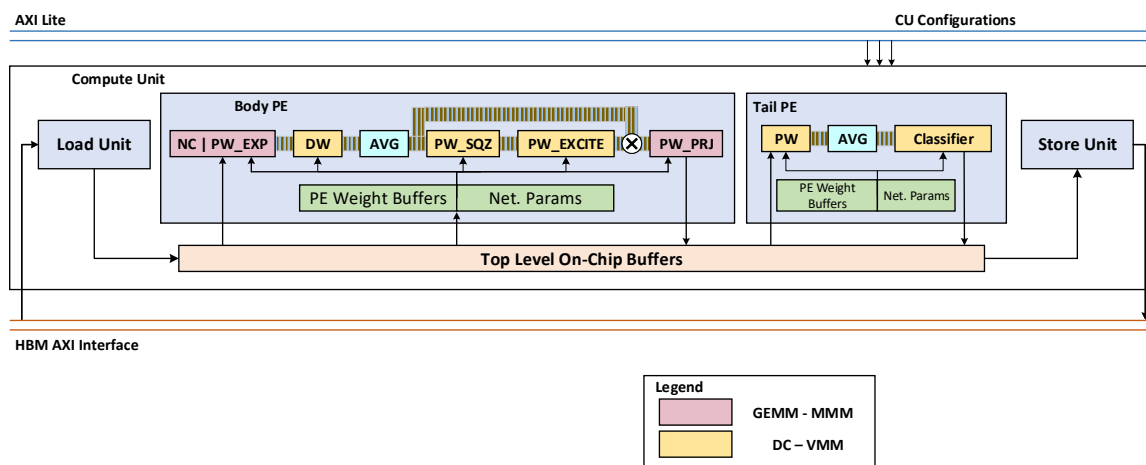 AXI Lite
CU Configurations
Compute Unit
Body PE
Tail PE
Load Unit
NC | PW_EXP
DW
AVG
PW_SQZ
PW_EXCITE
PW_PRJ
PW
AVG
Classifier
Store Unit
PE Weight Buffers
Net. Params
PE Weight
Buffers
Net. Params
Top Level On-Chip Buffers
HBM AXI Interface
Legend
GEMM - MMM
DC – VMM